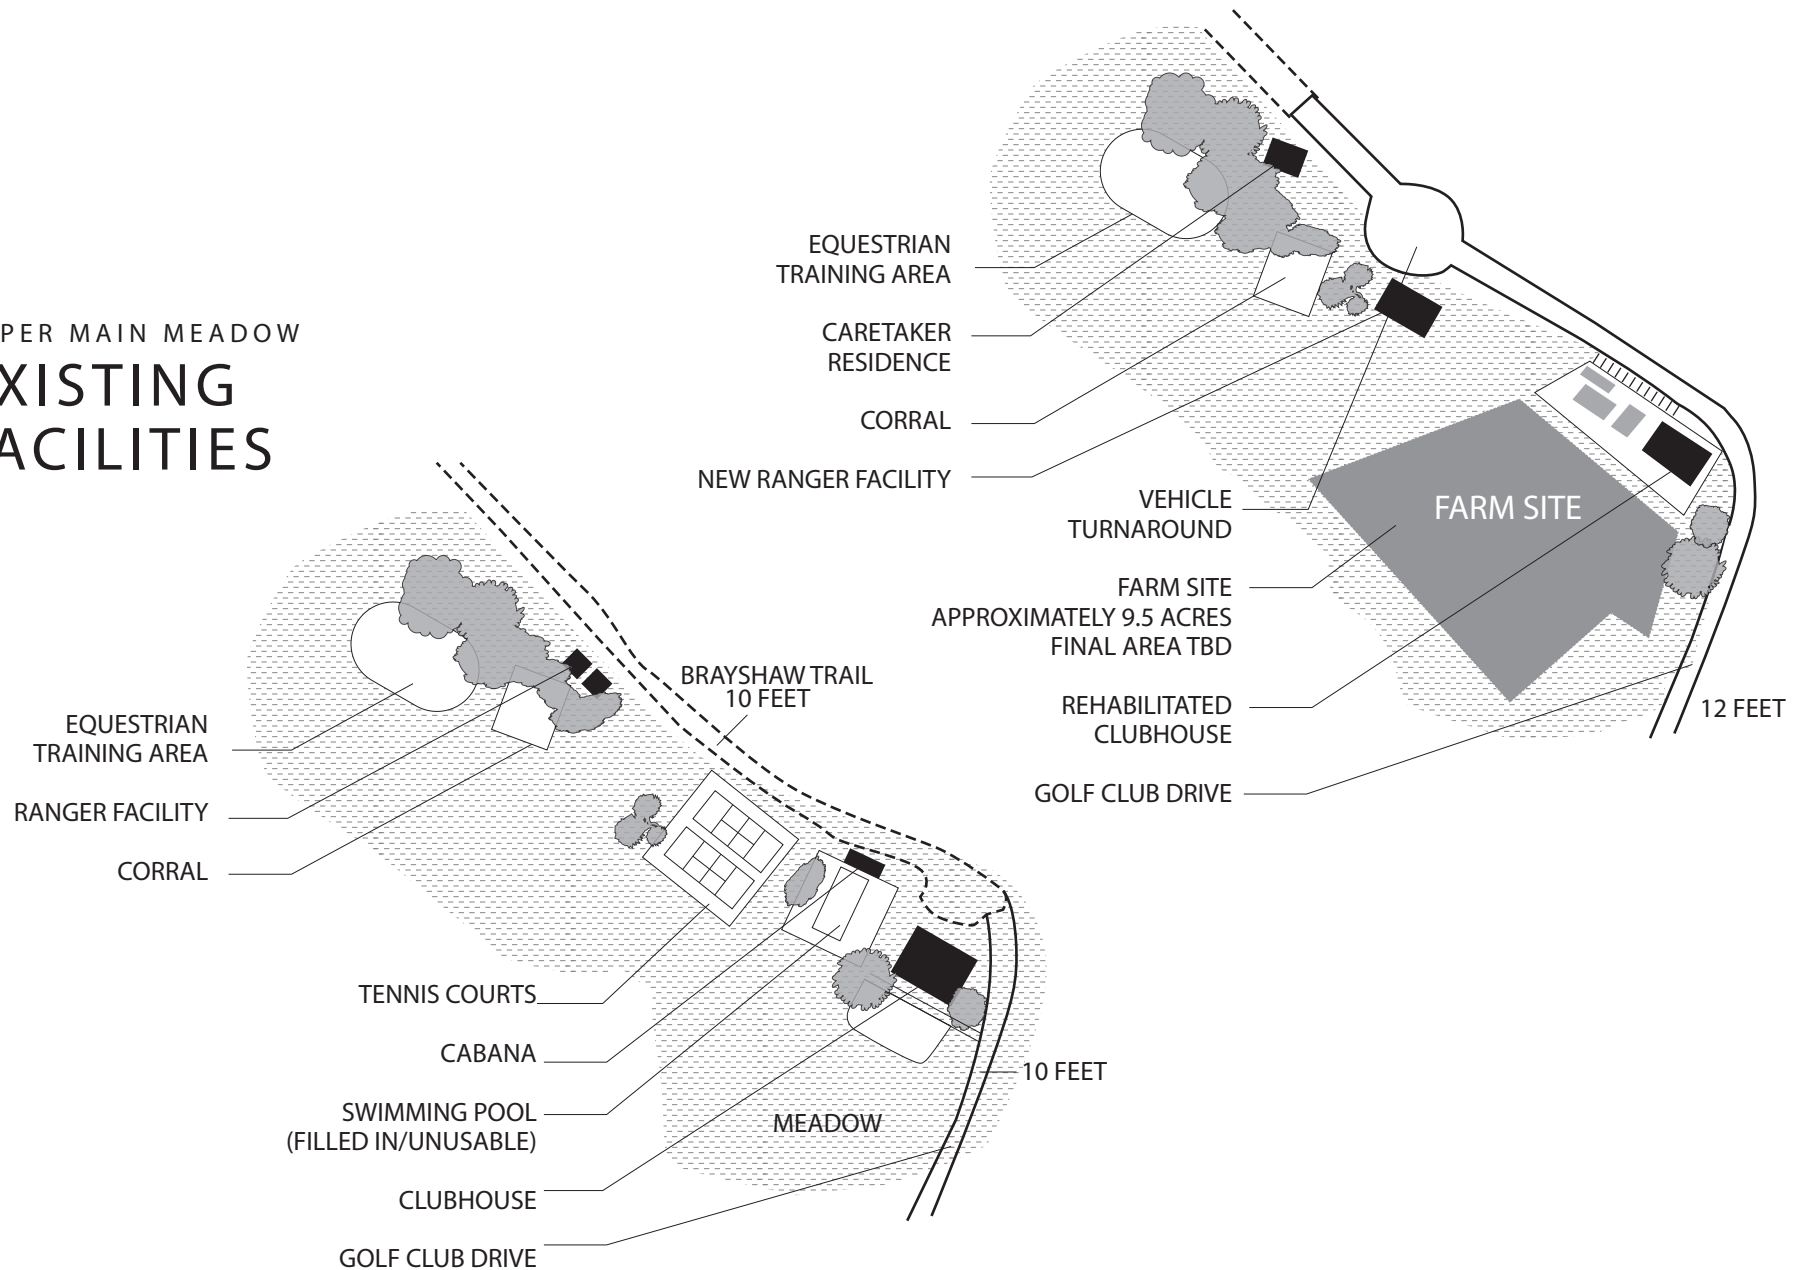 PER MAIN MEADOW
XISTING
ACILITIES
EQUESTRIAN
TRAINING AREA
RANGER FACILITY
CORRAL
BRAYSHAW TRAIL
10 FEET
TENNIS COURTS
CABANA
SWIMMING POOL
(FILLED IN/UNUSABLE)
CLUBHOUSE
GOLF CLUB DRIVE
MEADOW
10 FEET
EQUESTRIAN
TRAINING AREA
CARETAKER
RESIDENCE
CORRAL
NEW RANGER FACILITY
VEHICLE
TURNAROUND
FARM SITE
APPROXIMATELY 9.5 ACRES
FINAL AREA TBD
REHABILITATED
CLUBHOUSE
GOLF CLUB DRIVE
FARM SITE
12 FEET